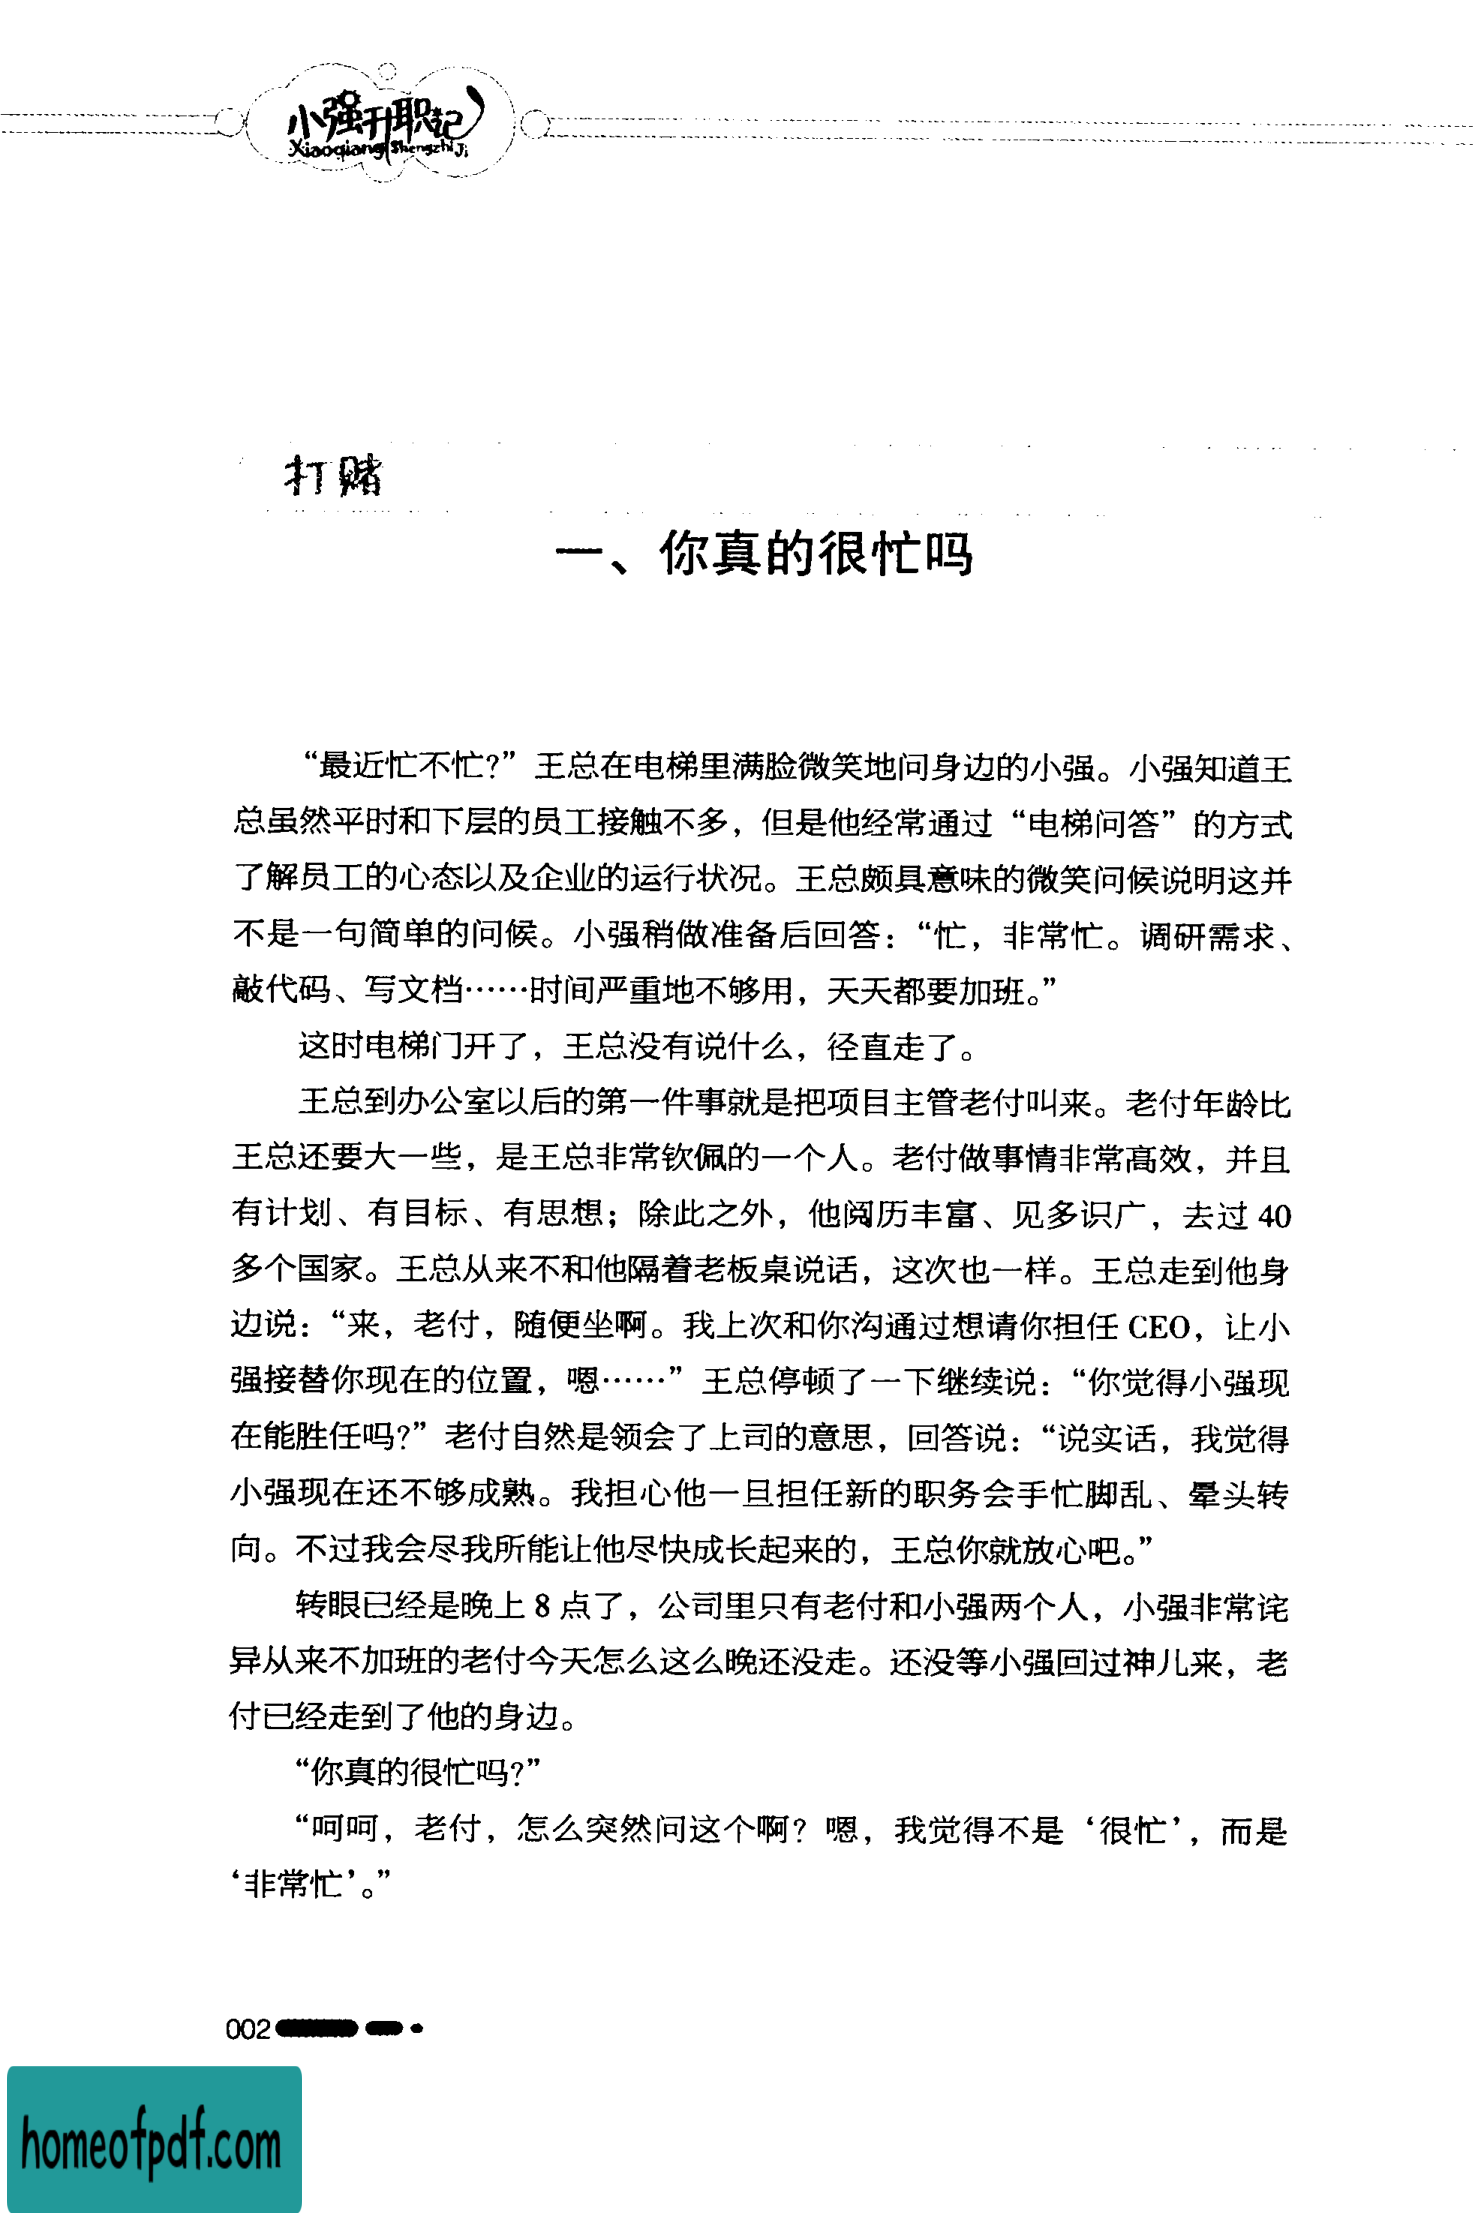 小强升职记
Xiaoqiang Shengzhi Ji
打赌
一、你真的很忙吗
“最近忙不忙?”王总在电梯里满脸微笑地问身边的小强。小强知道王
总虽然平时和下层的员工接触不多，但是他经常通过“电梯问答”的方式
了解员工的心态以及企业的运行状况。王总颇具意味的微笑问候说明这并
不是一句简单的问候。小强稍做准备后回答：“忙，非常忙。调研需求、
敲代码、写文档……时间严重地不够用，天天都要加班。”
这时电梯门开了，王总没有说什么，径直走了。
王总到办公室以后的第一件事就是把项目主管老付叫来。老付年龄比
王总还要大一些，是王总非常钦佩的一个人。老付做事情非常高效，并且
有计划、有目标、有思想；除此之外，他阅历丰富、见多识广，去过 40
多个国家。王总从来不和他隔着老板桌说话，这次也一样。王总走到他身
边说：“来，老付，随便坐啊。我上次和你沟通过想请你担任 CEO，让小
强接替你现在的位置，嗯……”王总停顿了一下继续说：“你觉得小强现
在能胜任吗?”老付自然是领会了上司的意思，回答说：“说实话，我觉得
小强现在还不够成熟。我担心他一旦担任新的职务会手忙脚乱、晕头转
向。不过我会尽我所能让他尽快成长起来的，王总你就放心吧。”
转眼已经是晚上 8 点了，公司里只有老付和小强两个人，小强非常诧
异从来不加班的老付今天怎么这么晚还没走。还没等小强回过神儿来，老
付已经走到了他的身边。
“你真的很忙吗?”
“呵呵，老付，怎么突然问这个啊？嗯，我觉得不是‘很忙’，而是
‘非常忙’。”
002
homeofpdf.com